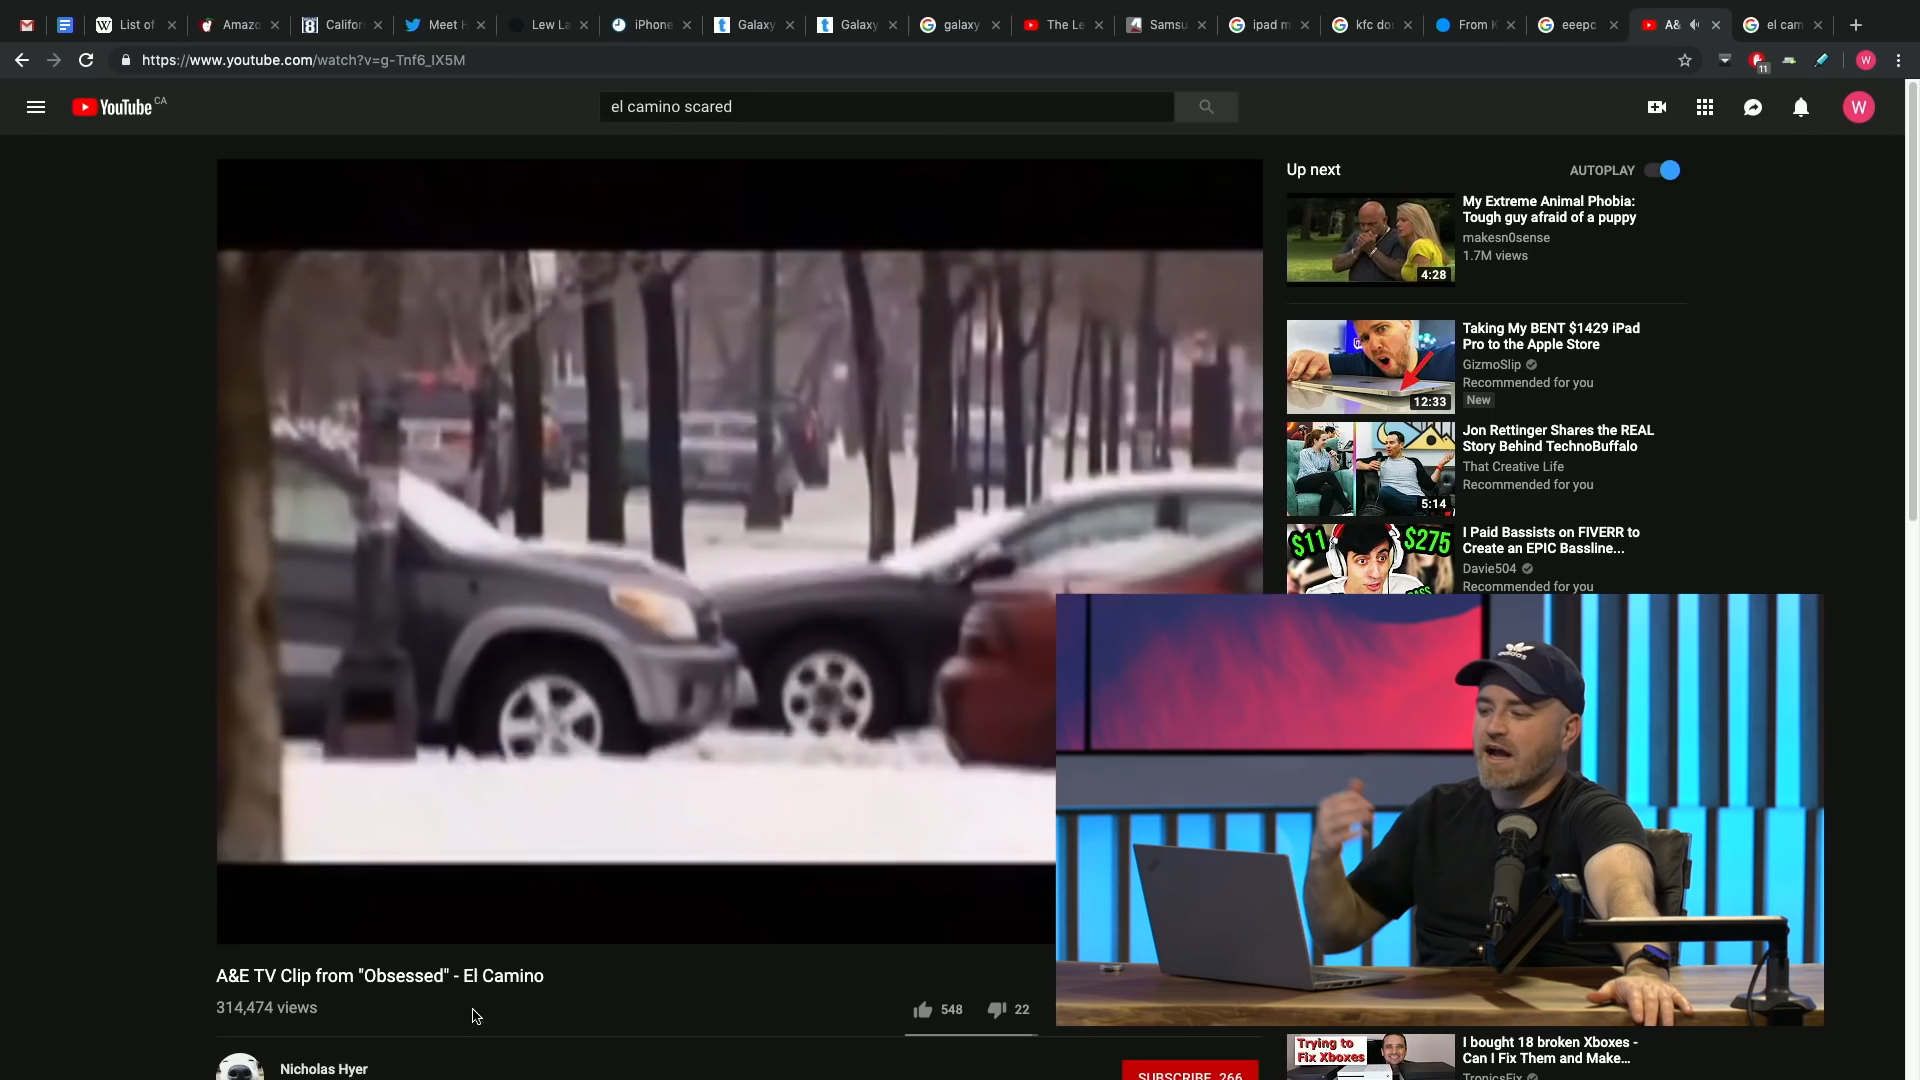 List of
Amazo
Califor
Meet H
Lew La
iPhone
Galaxy
Galaxy
galaxy
The Le
Samsu
ipad m
kfc dou
From K
eeepc
A&
el cam
https://www.youtube.com/watch?v=g-Tnf6_IX5M
11
W
YouTube CA
el camino scared
W
Up next
AUTOPLAY
My Extreme Animal Phobia:
Tough guy afraid of a puppy
makesn0sense
1.7M views
4:28
Taking My BENT $1429 iPad
Pro to the Apple Store
GizmoSlip
Recommended for you
New
12:33
Jon Rettinger Shares the REAL
Story Behind TechnoBuffalo
That Creative Life
Recommended for you
5:14
$11 $275
I Paid Bassists on FIVERR to
Create an EPIC Bassline...
Davie504
Recommended for you
adidas
A&E TV Clip from "Obsessed" - El Camino
314,474 views
548
22
Nicholas Hyer
SUBSCRIBE 266
Trying to
Fix Xboxes
I bought 18 broken Xboxes -
Can I Fix Them and Make...
TronicsFix